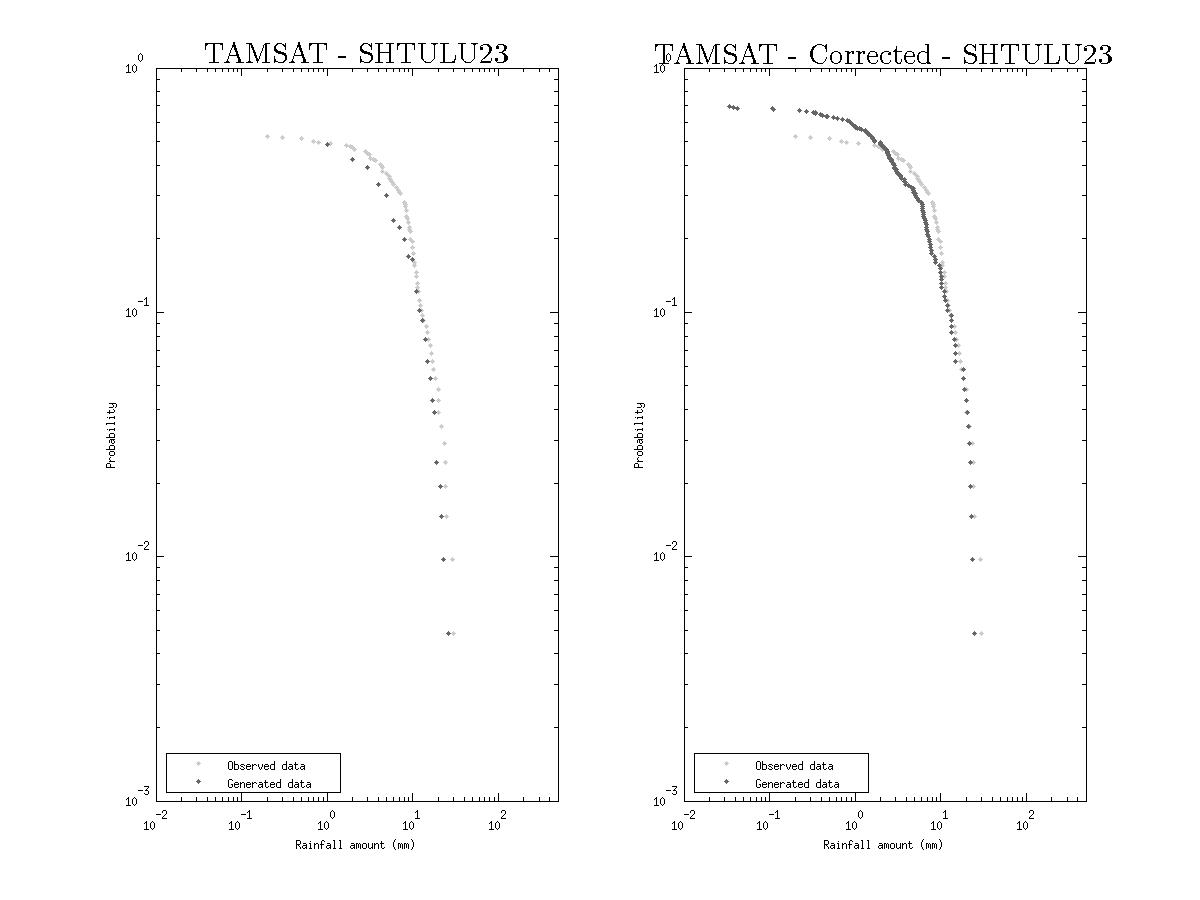 TAMSAT - SHTULU23
10^0
10^-1
10^-2
10^-3
Probability
Observed data
Generated data
10^-2 10^-1 10^0 10^1 10^2
Rainfall amount (mm)
TAMSAT - Corrected - SHTULU23
10^0
10^-1
10^-2
10^-3
Probability
Observed data
Generated data
10^-2 10^-1 10^0 10^1 10^2
Rainfall amount (mm)